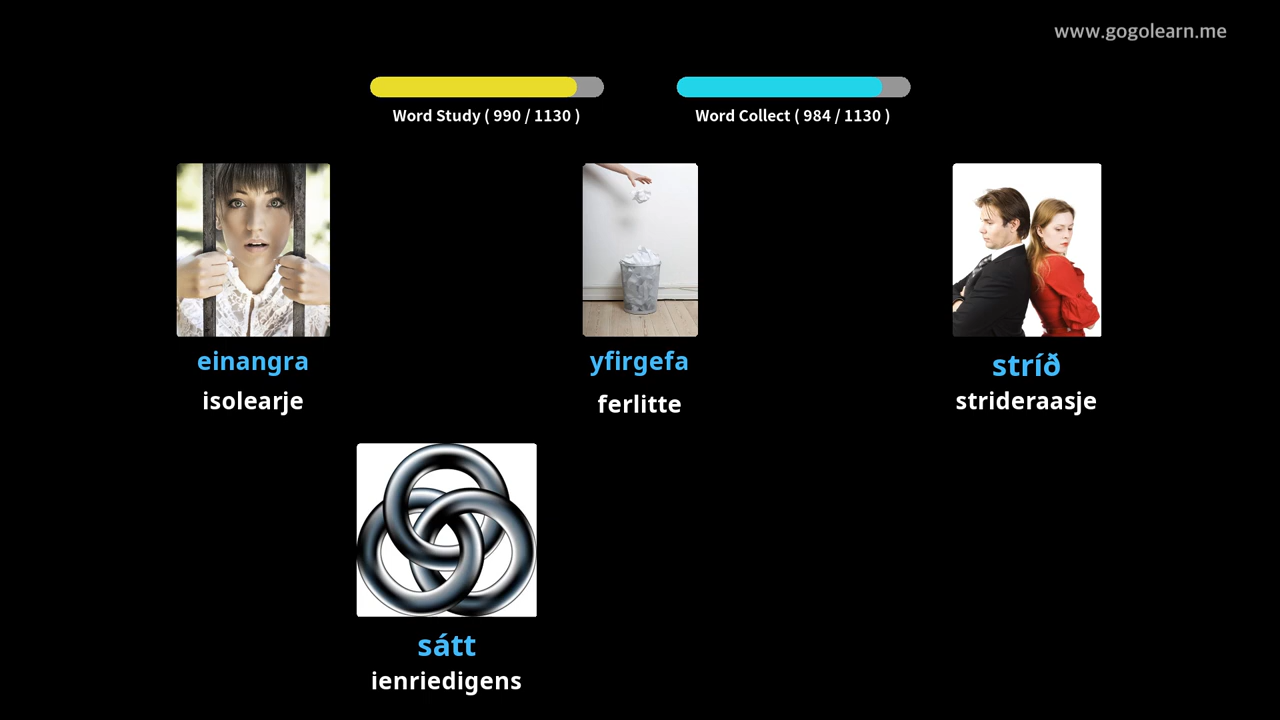 www.gogolearn.me
Word Study ( 990 / 1130 )
Word Collect ( 984 / 1130 )
einangra
isolearje
yfirgefa
ferlitte
stríð
strideraasje
sátt
ienriedigens